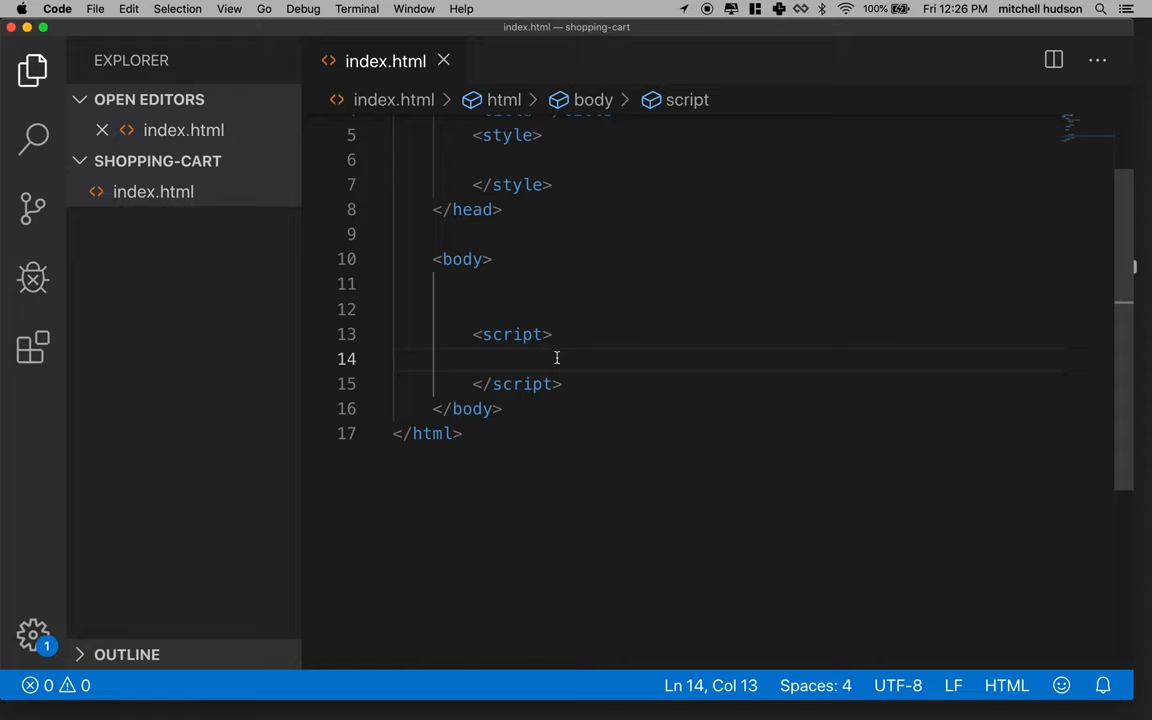 Code File Edit Selection View Go Debug Terminal Window Help 100% Fri 12:26 PM mitchell hudson
index.html — shopping-cart
EXPLORER
OPEN EDITORS
index.html
SHOPPING-CART
index.html
OUTLINE
1
index.html
index.html > html > body > script
5 <style>
6
7 </style>
8 </head>
9
10 <body>
11
12
13 <script>
14
15 </script>
16 </body>
17 </html>
0 0 Ln 14, Col 13 Spaces: 4 UTF-8 LF HTML